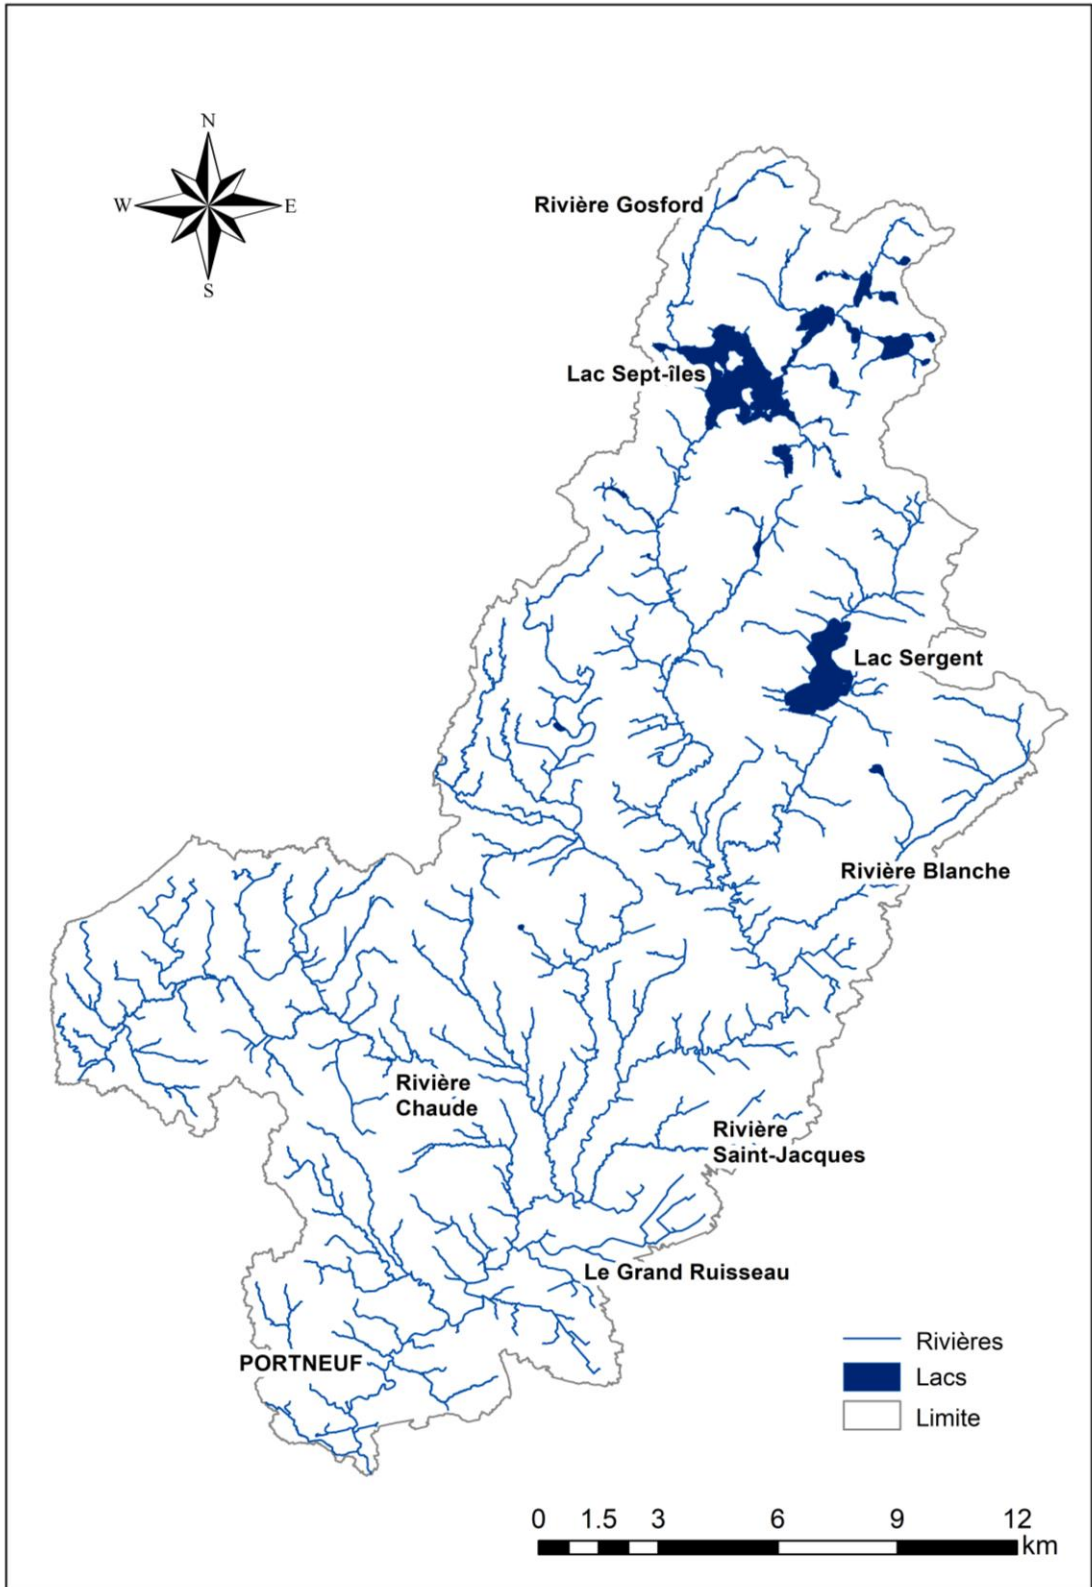 N
W
E
S
Rivière Gosford
Lac Sept-îles
Lac Sergent
Rivière Blanche
Rivière
Chaude
Rivière
Saint-Jacques
Le Grand Ruisseau
PORTNEUF
Rivières
Lacs
Limite
0 1.5 3 6 9 12
km